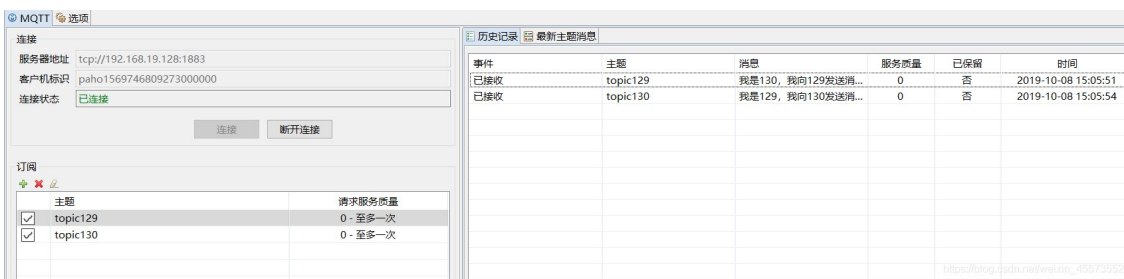 MQTT 选项
连接
服务器地址 tcp://192.168.19.128:1883
客户机标识 paho1569746809273000000
连接状态 已连接
连接 断开连接
订阅
主题 请求服务质量
topic129 0 - 至多一次
topic130 0 - 至多一次
历史记录 最新主题消息
事件 主题 消息 服务质量 已保留 时间
已接收 topic129 我是130，我向129发送消... 0 否 2019-10-08 15:05:51
已接收 topic130 我是129，我向130发送消... 0 否 2019-10-08 15:05:54
https://blog.csdn.net/weixin_45673552